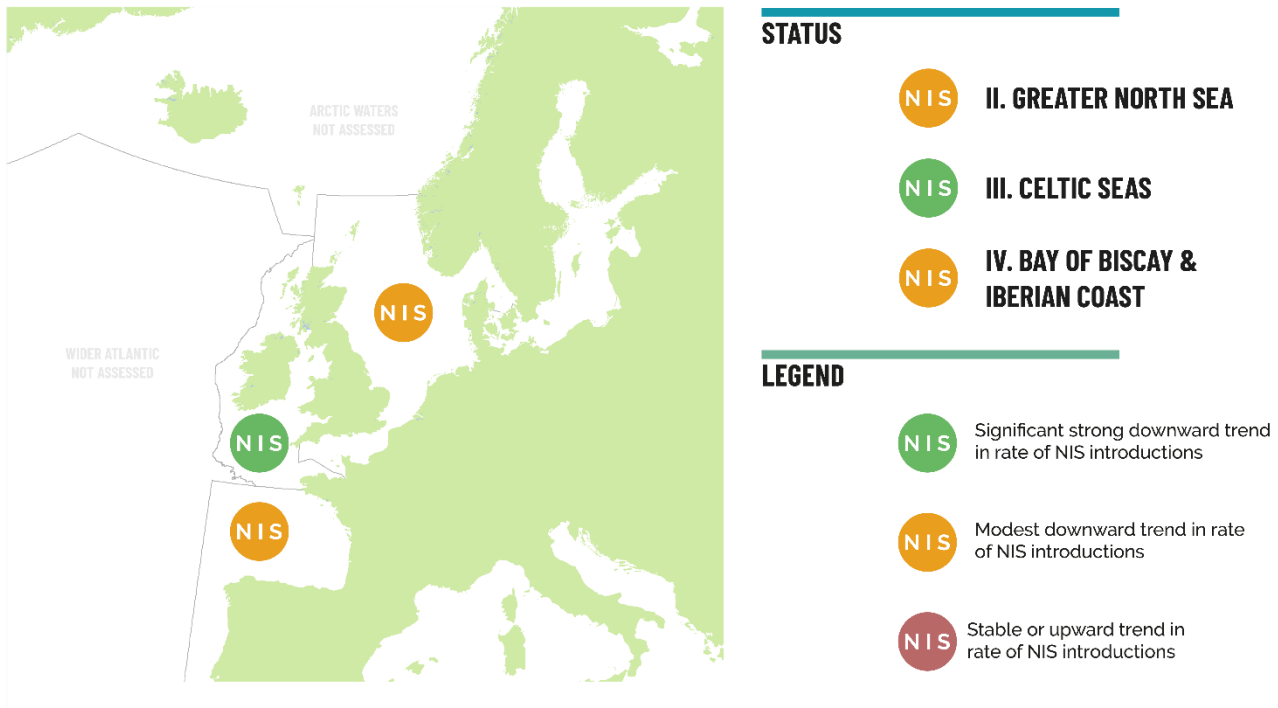 ARCTIC WATERS
NOT ASSESSED
WIDER ATLANTIC
NOT ASSESSED
NIS
NIS
NIS
STATUS
NIS II. GREATER NORTH SEA
NIS III. CELTIC SEAS
NIS IV. BAY OF BISCAY &
IBERIAN COAST
LEGEND
NIS Significant strong downward trend
in rate of NIS introductions
NIS Modest downward trend in rate
of NIS introductions
NIS Stable or upward trend in
rate of NIS introductions